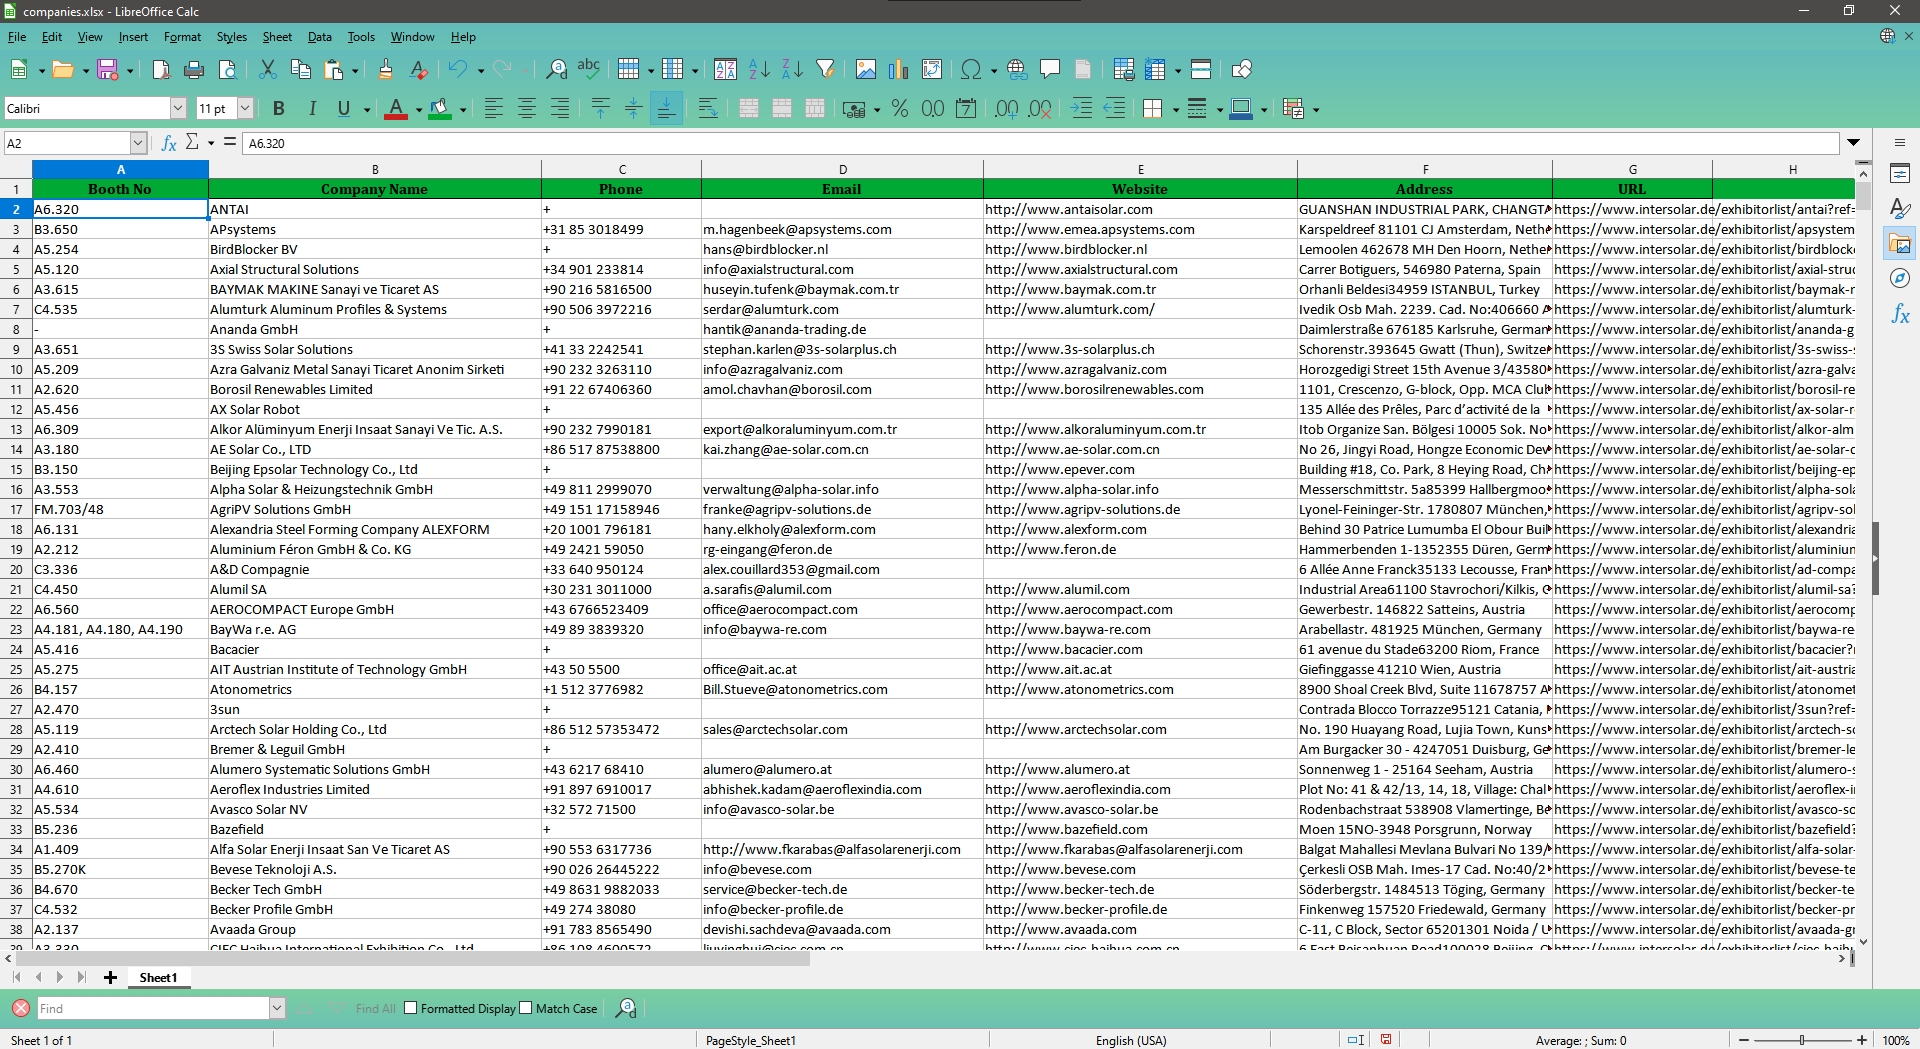 companies.xlsx - LibreOffice Calc
File Edit View Insert Format Styles Sheet Data Tools Window Help
Calibri 11 pt
A2 A6.320
A B C D E F G H
1 Booth No Company Name Phone Email Website Address URL
2 A6.320 ANTAI + http://www.antaisolar.com GUANSHAN INDUSTRIAL PARK, CHANGTA https://www.intersolar.de/exhibitorlist/antai?ref=
3 B3.650 APsystems +31 85 3018499 m.hagenbeek@apsystems.com http://www.emea.apsystems.com Karspeldreef 81101 CJ Amsterdam, Nethe https://www.intersolar.de/exhibitorlist/apsystem
4 A5.254 BirdBlocker BV + hans@birdblocker.nl http://www.birdblocker.nl Lemoolen 462678 MH Den Hoorn, Nether https://www.intersolar.de/exhibitorlist/birdblock
5 A5.120 Axial Structural Solutions +34 901 233814 info@axialstructural.com http://www.axialstructural.com Carrer Botiguers, 546980 Paterna, Spain https://www.intersolar.de/exhibitorlist/axial-struc
6 A3.615 BAYMAK MAKINE Sanayi ve Ticaret AS +90 216 5816500 huseyin.tufenk@baymak.com.tr http://www.baymak.com.tr Orhanli Beldesi34959 ISTANBUL, Turkey https://www.intersolar.de/exhibitorlist/baymak-r
7 C4.535 Alumturk Aluminum Profiles & Systems +90 506 3972216 serdar@alumturk.com http://www.alumturk.com/ Ivedik Osb Mah. 2239. Cad. No:406660 A https://www.intersolar.de/exhibitorlist/alumturk-
8 - Ananda GmbH + hantik@ananda-trading.de Daimlerstraße 676185 Karlsruhe, German https://www.intersolar.de/exhibitorlist/ananda-g
9 A3.651 3S Swiss Solar Solutions +41 33 2242541 stephan.karlen@3s-solarplus.ch http://www.3s-solarplus.ch Schorenstr.393645 Gwatt (Thun), Switze https://www.intersolar.de/exhibitorlist/3s-swiss-s
10 A5.209 Azra Galvaniz Metal Sanayi Ticaret Anonim Sirketi +90 232 3263110 info@azragalvaniz.com http://www.azragalvaniz.com Horozgedigi Street 15th Avenue 3/43580 https://www.intersolar.de/exhibitorlist/azra-galva
11 A2.620 Borosil Renewables Limited +91 22 67406360 amol.chavhan@borosil.com http://www.borosilrenewables.com 1101, Crescenzo, G-block, Opp. MCA Clul https://www.intersolar.de/exhibitorlist/borosil-re
12 A5.456 AX Solar Robot + 135 Allée des Prêles, Parc d’activité de la https://www.intersolar.de/exhibitorlist/ax-solar-r
13 A6.309 Alkor Alüminyum Enerji Insaat Sanayi Ve Tic. A.S. +90 232 7990181 export@alkoraluminyum.com.tr http://www.alkoraluminyum.com.tr Itob Organize San. Bölgesi 10005 Sok. No https://www.intersolar.de/exhibitorlist/alkor-alm
14 A3.180 AE Solar Co., LTD +86 517 87538800 kai.zhang@ae-solar.com.cn http://www.ae-solar.com.cn No 26, Jingyi Road, Hongze Economic Dev https://www.intersolar.de/exhibitorlist/ae-solar-c
15 B3.150 Beijing Epsolar Technology Co., Ltd + http://www.epever.com Building #18, Co. Park, 8 Heying Road, Cha https://www.intersolar.de/exhibitorlist/beijing-ep
16 A3.553 Alpha Solar & Heizungstechnik GmbH +49 811 2999070 verwaltung@alpha-solar.info http://www.alpha-solar.info Messerschmittstr. 5a85399 Hallbergmoo https://www.intersolar.de/exhibitorlist/alpha-sola
17 FM.703/48 AgriPV Solutions GmbH +49 151 17158946 franke@agripv-solutions.de http://www.agripv-solutions.de Lyonel-Feininger-Str. 1780807 München, https://www.intersolar.de/exhibitorlist/agripv-sol
18 A6.131 Alexandria Steel Forming Company ALEXFORM +20 1001 796181 hany.elkholy@alexform.com http://www.alexform.com Behind 30 Patrice Lumumba El Obour Buil https://www.intersolar.de/exhibitorlist/alexandria
19 A2.212 Aluminium Féron GmbH & Co. KG +49 2421 59050 rg-eingang@feron.de http://www.feron.de Hammerbenden 1-1352355 Düren, Germ https://www.intersolar.de/exhibitorlist/aluminiun
20 C3.336 A&D Compagnie +33 640 950124 alex.couillard353@gmail.com 6 Allée Anne Franck35133 Lecousse, Fran https://www.intersolar.de/exhibitorlist/ad-compa
21 C4.450 Alumil SA +30 231 3011000 a.sarafis@alumil.com http://www.alumil.com Industrial Area61100 Stavrochori/Kilkis, G https://www.intersolar.de/exhibitorlist/alumil-sa?
22 A6.560 AEROCOMPACT Europe GmbH +43 6766523409 office@aerocompact.com http://www.aerocompact.com Gewerbestr. 146822 Satteins, Austria https://www.intersolar.de/exhibitorlist/aerocomp
23 A4.181, A4.180, A4.190 BayWa r.e. AG +49 89 3839320 info@baywa-re.com http://www.baywa-re.com Arabellastr. 481925 München, Germany https://www.intersolar.de/exhibitorlist/baywa-re
24 A5.416 Bacacier + http://www.bacacier.com 61 avenue du Stade63200 Riom, France https://www.intersolar.de/exhibitorlist/bacacier?r
25 A5.275 AIT Austrian Institute of Technology GmbH +43 50 5500 office@ait.ac.at http://www.ait.ac.at Giefinggasse 41210 Wien, Austria https://www.intersolar.de/exhibitorlist/ait-austria
26 B4.157 Atonometrics +1 512 3776982 Bill.Stueve@atonometrics.com http://www.atonometrics.com 8900 Shoal Creek Blvd, Suite 11678757 A https://www.intersolar.de/exhibitorlist/atonomet
27 A2.470 3sun + Contrada Blocco Torrazze95121 Catania, https://www.intersolar.de/exhibitorlist/3sun?ref=
28 A5.119 Arctech Solar Holding Co., Ltd +86 512 57353472 sales@arctechsolar.com http://www.arctechsolar.com No. 190 Huayang Road, Lujia Town, Kuns https://www.intersolar.de/exhibitorlist/arctech-so
29 A2.410 Bremer & Leguil GmbH + Am Burgacker 30 - 4247051 Duisburg, Ge https://www.intersolar.de/exhibitorlist/bremer-le
30 A6.460 Alumero Systematic Solutions GmbH +43 6217 68410 alumero@alumero.at http://www.alumero.at Sonnenweg 1 - 25164 Seeham, Austria https://www.intersolar.de/exhibitorlist/alumero-s
31 A4.610 Aeroflex Industries Limited +91 897 6910017 abhishek.kadam@aeroflexindia.com http://www.aeroflexindia.com Plot No: 41 & 42/13, 14, 18, Village: Chal https://www.intersolar.de/exhibitorlist/aeroflex-i
32 A5.534 Avasco Solar NV +32 572 71500 info@avasco-solar.be http://www.avasco-solar.be Rodenbachstraat 538908 Vlamertinge, Be https://www.intersolar.de/exhibitorlist/avasco-so
33 B5.236 Bazefield + http://www.bazefield.com Moen 15NO-3948 Porsgrunn, Norway https://www.intersolar.de/exhibitorlist/bazefield?
34 A1.409 Alfa Solar Enerji Insaat San Ve Ticaret AS +90 553 6317736 http://www.fkarabas@alfasolarenerji.com http://www.fkarabas@alfasolarenerji.com Balgat Mahallesi Mevlana Bulvari No 139/ https://www.intersolar.de/exhibitorlist/alfa-solar-
35 B5.270K Bevese Teknoloji A.S. +90 026 26445222 info@bevese.com http://www.bevese.com Çerkesli OSB Mah. Imes-17 Cad. No:40/2 https://www.intersolar.de/exhibitorlist/bevese-te
36 B4.670 Becker Tech GmbH +49 8631 9882033 service@becker-tech.de http://www.becker-tech.de Söderbergstr. 1484513 Töging, Germany https://www.intersolar.de/exhibitorlist/becker-te
37 C4.532 Becker Profile GmbH +49 274 38080 info@becker-profile.de http://www.becker-profile.de Finkenweg 157520 Friedewald, Germany https://www.intersolar.de/exhibitorlist/becker-pr
38 A2.137 Avaada Group +91 783 8565490 devishi.sachdeva@avaada.com http://www.avaada.com C-11, C Block, Sector 65201301 Noida / U https://www.intersolar.de/exhibitorlist/avaada-gr
39 A3.330 CIEC Haihua International Exhibition Co., Ltd +86 108 4600572 liuyinghui@ciec.com.cn http://www.ciec-haihua.com.cn 6 East Beisanhuan Road100028 Beijing, C https://www.intersolar.de/exhibitorlist/ciec-haih
Sheet1
Find Find All Formatted Display Match Case
Sheet 1 of 1 PageStyle_Sheet1 English (USA) Average: ; Sum: 0 100%